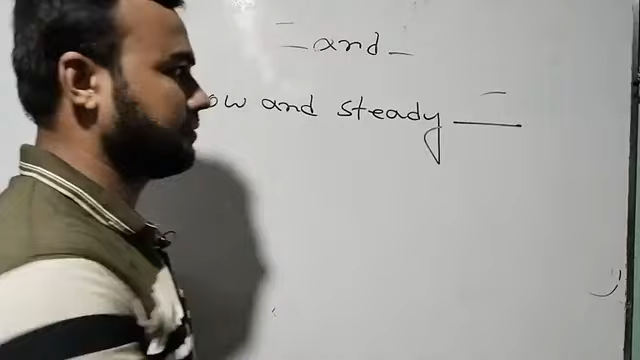 – and –
ow and steady —